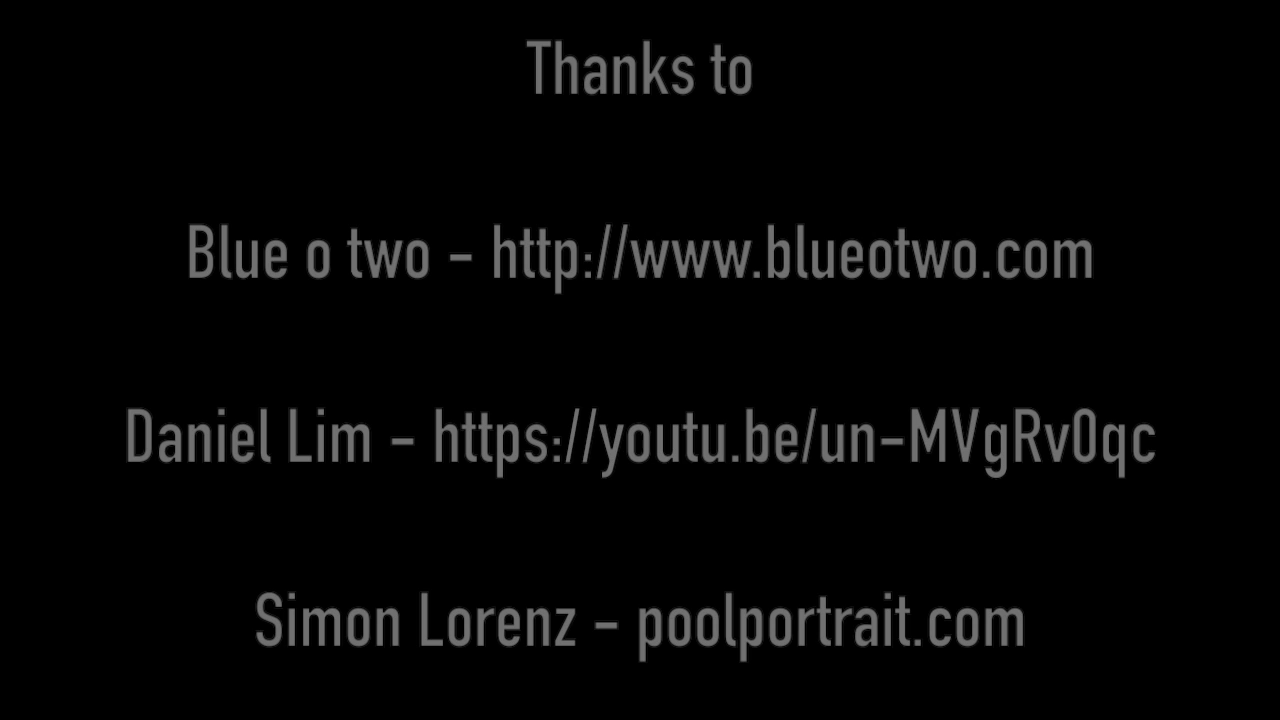 Thanks to
Blue o two - http://www.blueotwo.com
Daniel Lim - https://youtu.be/un-MVgRv0qc
Simon Lorenz - poolportrait.com